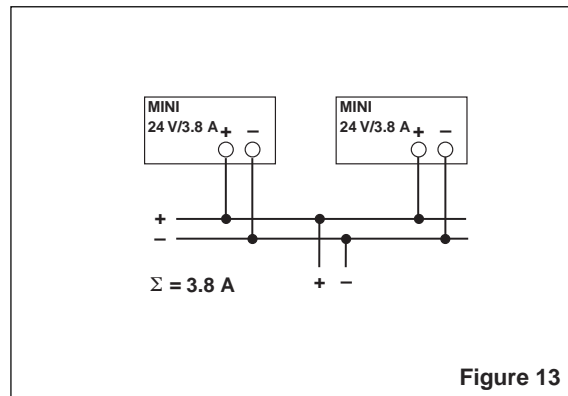 MINI
24 V/3.8 A + −
MINI
24 V/3.8 A + −
+
−
Σ = 3.8 A
+ −
Figure 13